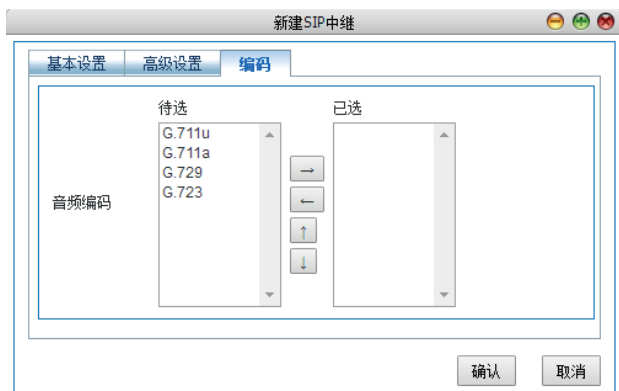 新建SIP中继
基本设置 高级设置 编码
待选 已选
G.711u
G.711a
G.729
G.723
音频编码
→
←
↑
↓
确认 取消